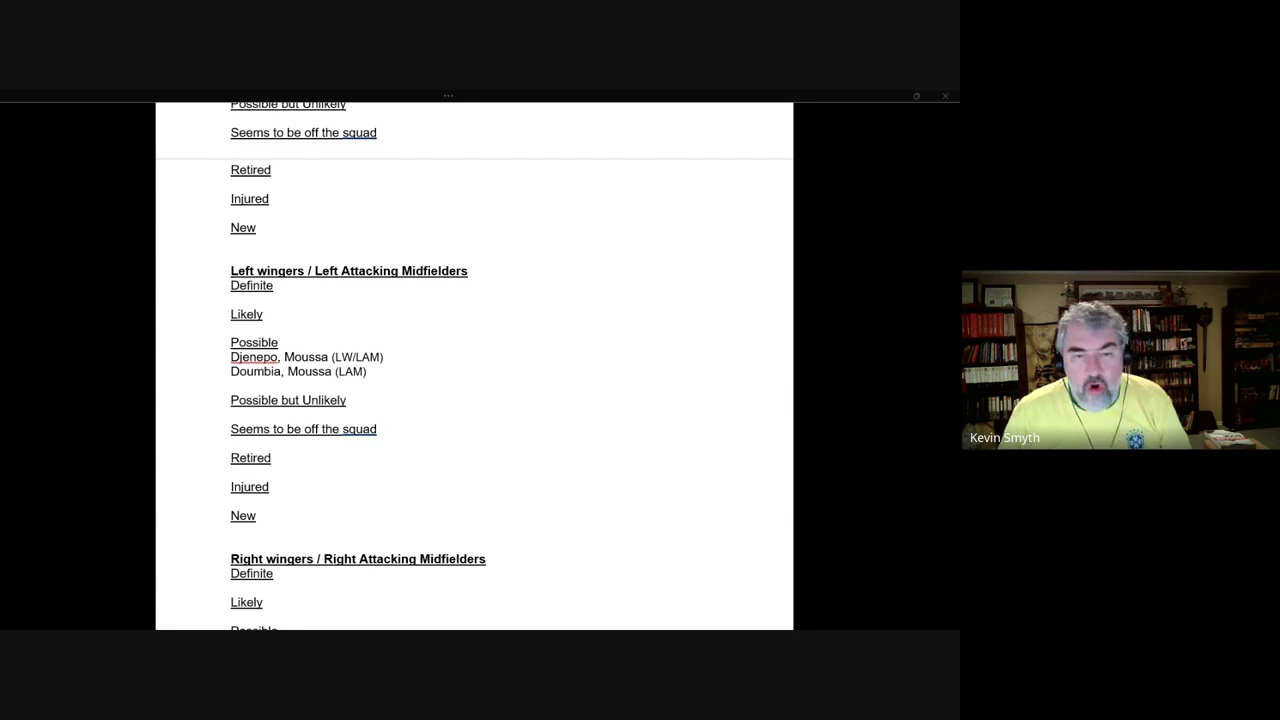 Possible but Unlikely
Seems to be off the squad
Retired
Injured
New
Left wingers / Left Attacking Midfielders
Definite
Likely
Possible
Djenepo, Moussa (LW/LAM)
Doumbia, Moussa (LAM)
Possible but Unlikely
Seems to be off the squad
Retired
Injured
New
Right wingers / Right Attacking Midfielders
Definite
Likely
Possible
Kevin Smyth